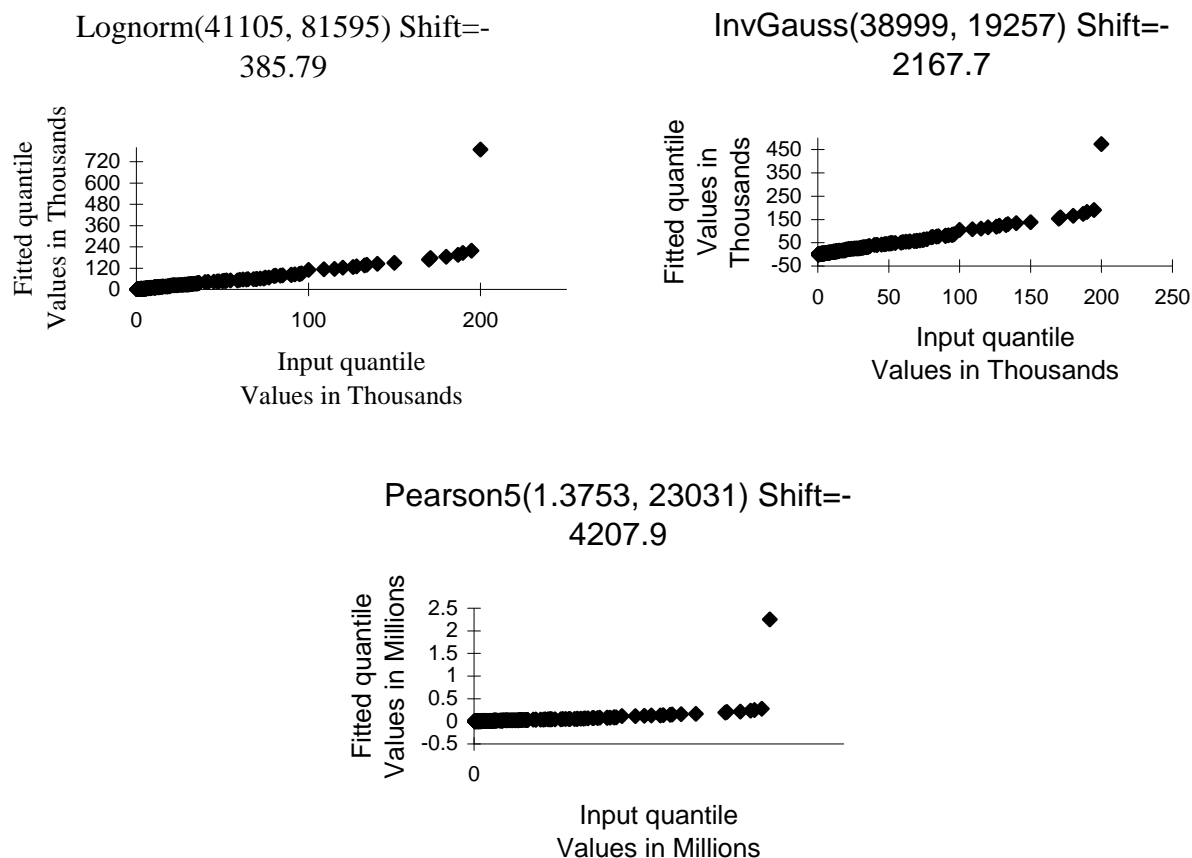 Lognorm(41105, 81595) Shift=-
385.79
Fitted quantile
Values in Thousands
720
600
480
360
240
120
0
0
100
200
Input quantile
Values in Thousands
InvGauss(38999, 19257) Shift=-
2167.7
Fitted quantile
Values in
Thousands
450
350
250
150
50
-50
0
50
100
150
200
250
Input quantile
Values in Thousands
Pearson5(1.3753, 23031) Shift=-
4207.9
Fitted quantile
Values in Millions
2.5
2
1.5
1
0.5
0
-0.5
0
Input quantile
Values in Millions